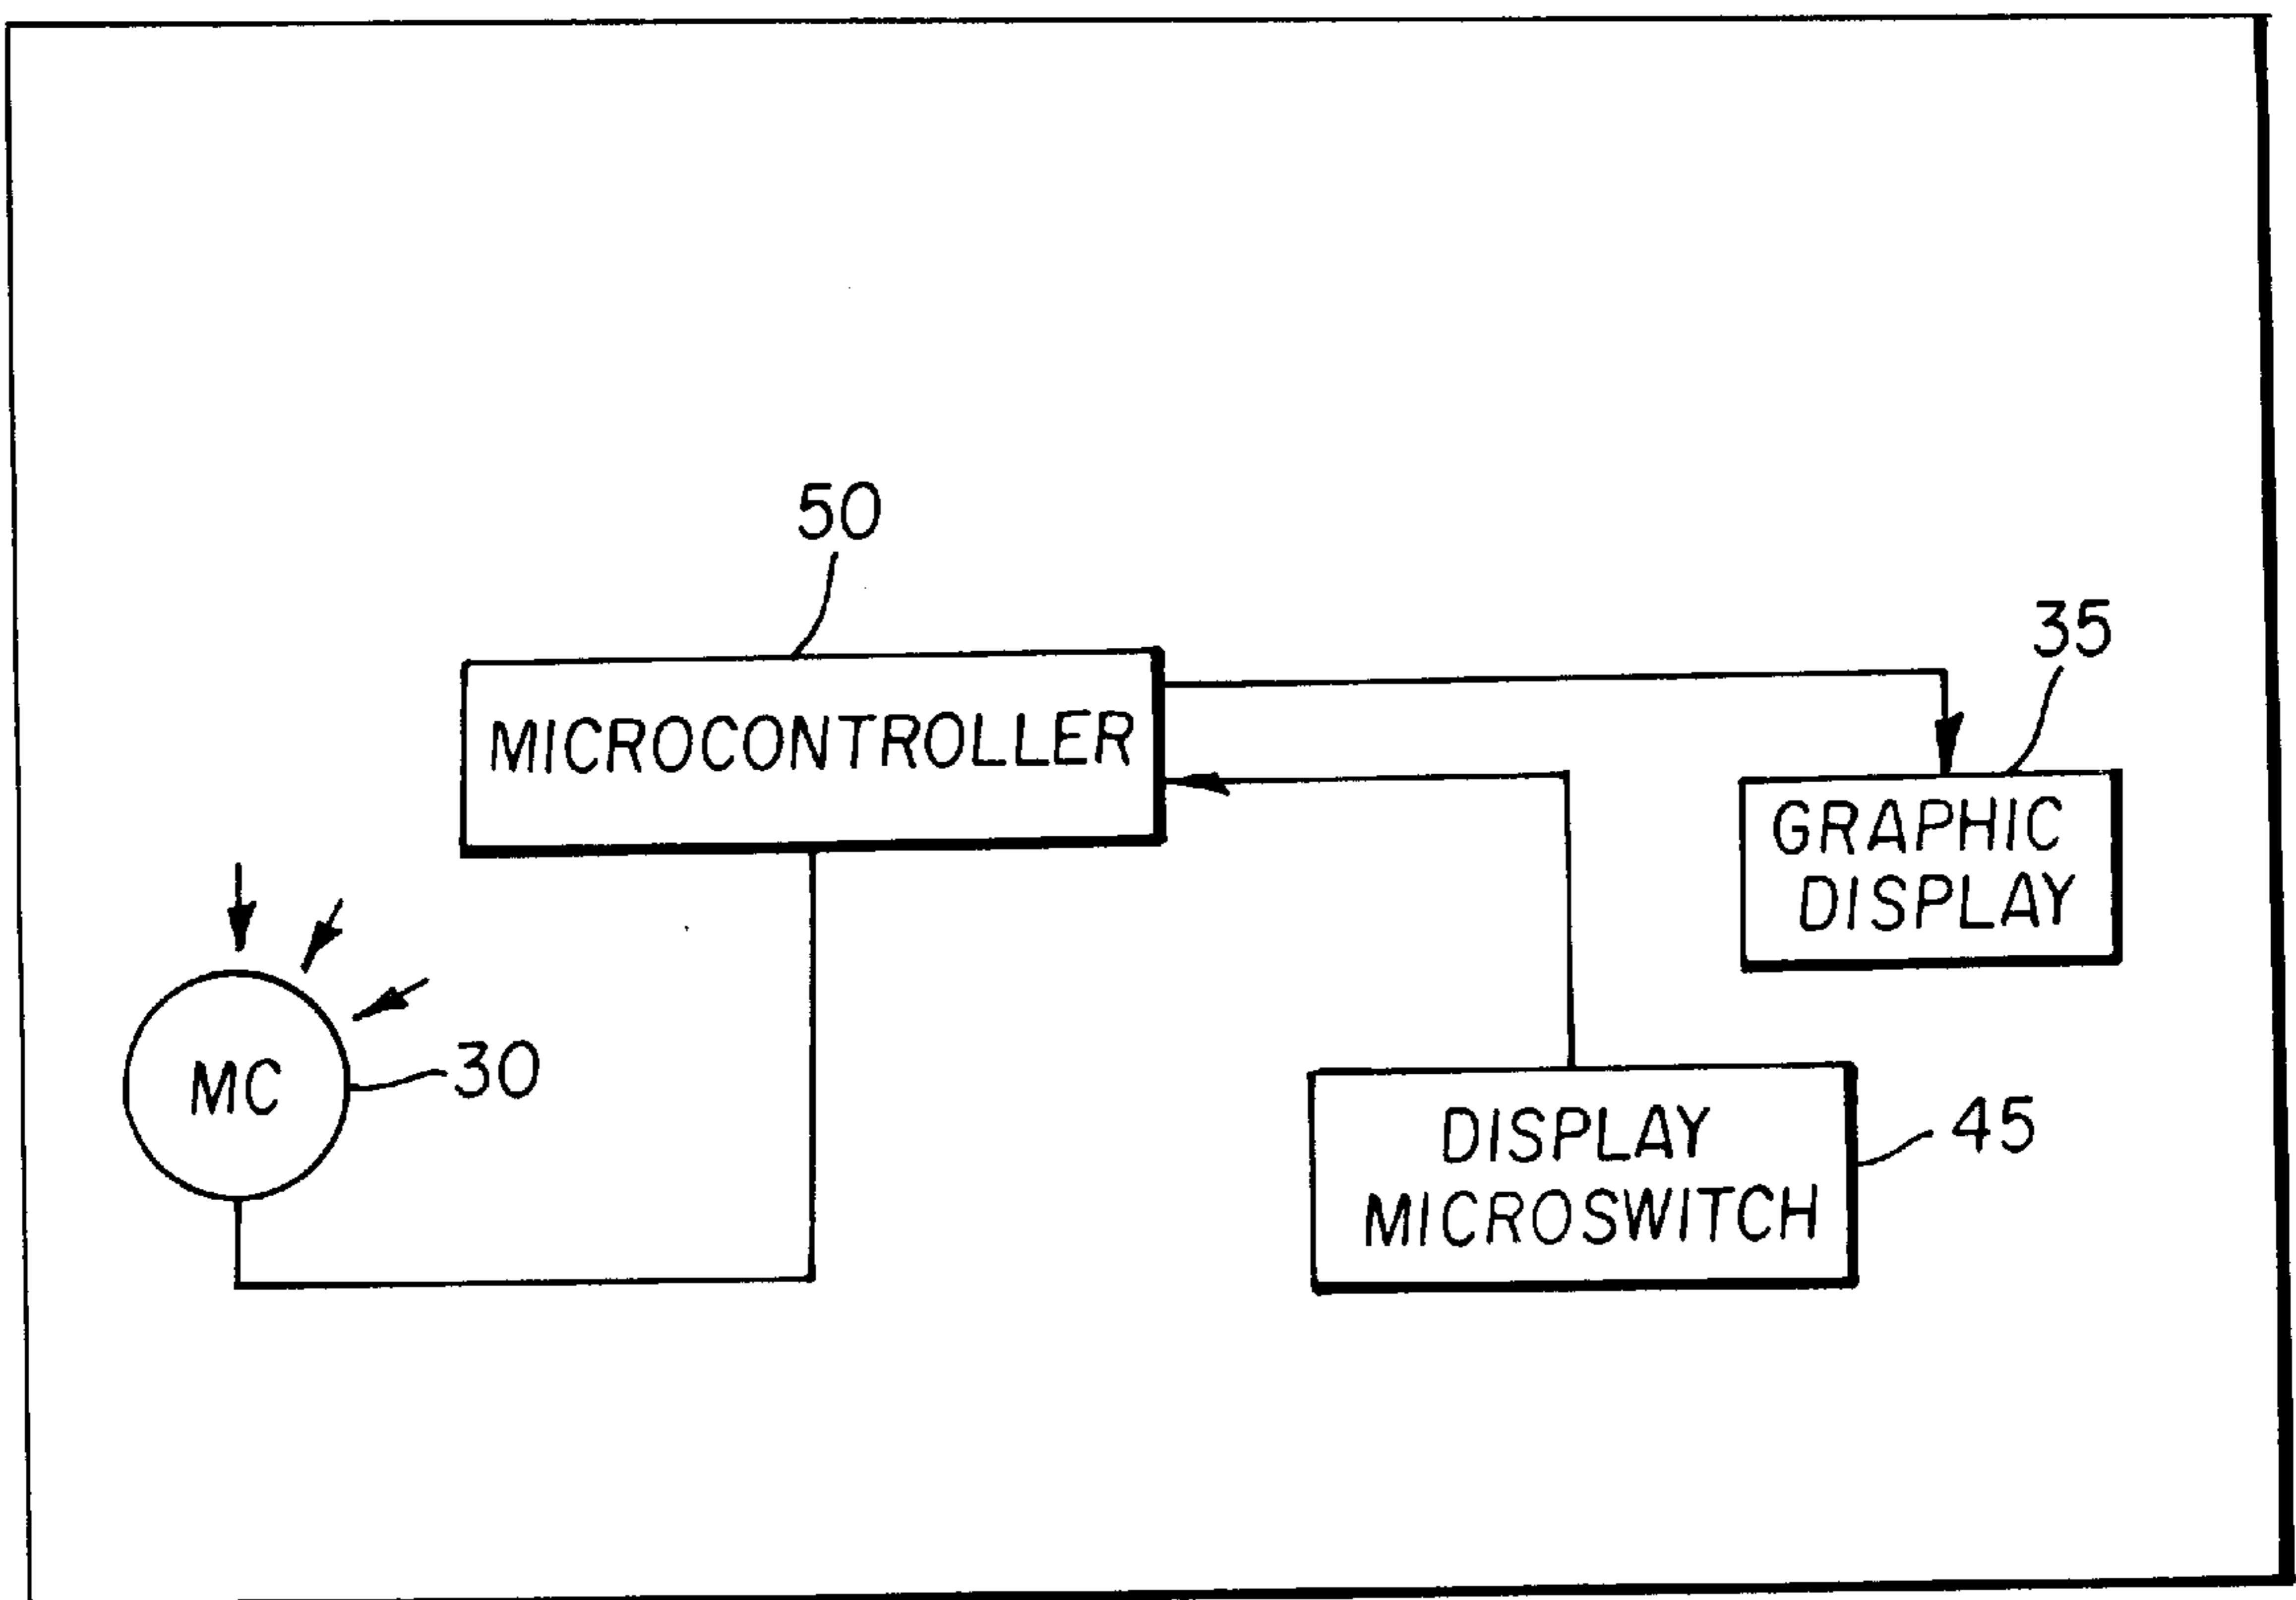 50
35
MICROCONTROLLER
GRAPHIC
DISPLAY
MC
30
DISPLAY
MICROSWITCH
45